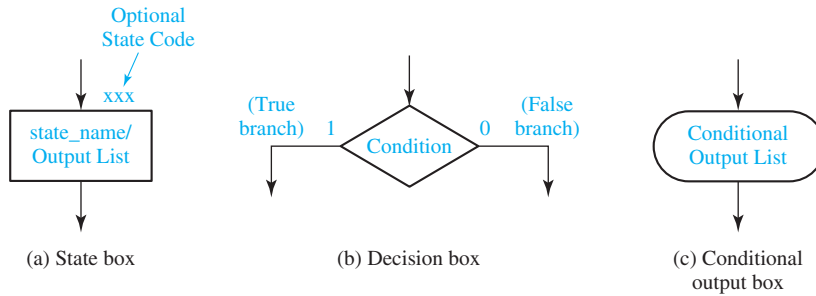 Optional
State Code
xxx
state_name/
Output List
(a) State box
(True
branch)
1
Condition
0
(False
branch)
(b) Decision box
Conditional
Output List
(c) Conditional
output box